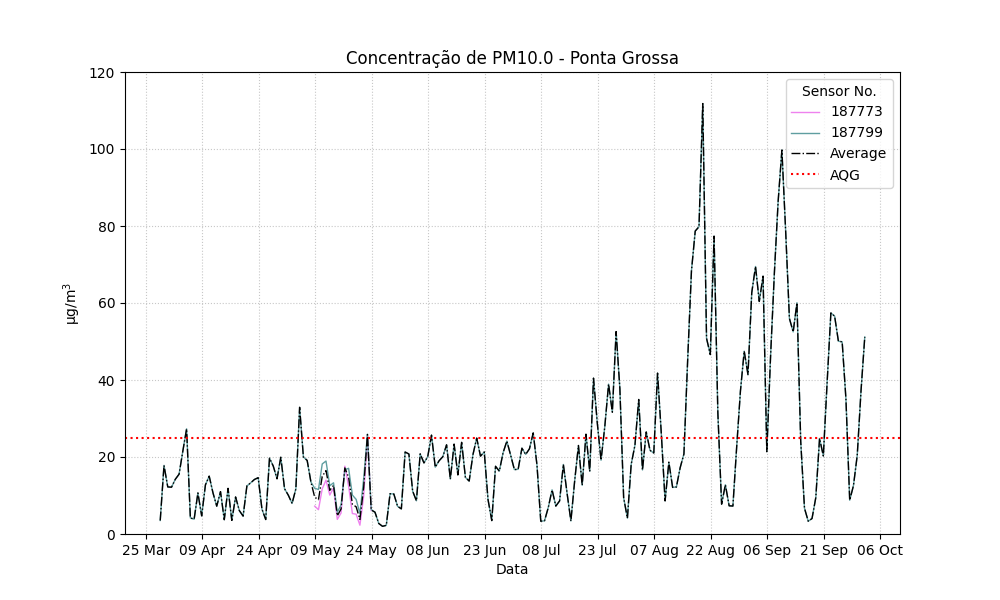 Concentração de PM10.0 - Ponta Grossa
120
100
80
60
40
20
0
µg/m³
Sensor No.
187773
187799
Average
AQG
25 Mar 09 Apr 24 Apr 09 May 24 May 08 Jun 23 Jun 08 Jul 23 Jul 07 Aug 22 Aug 06 Sep 21 Sep 06 Oct
Data